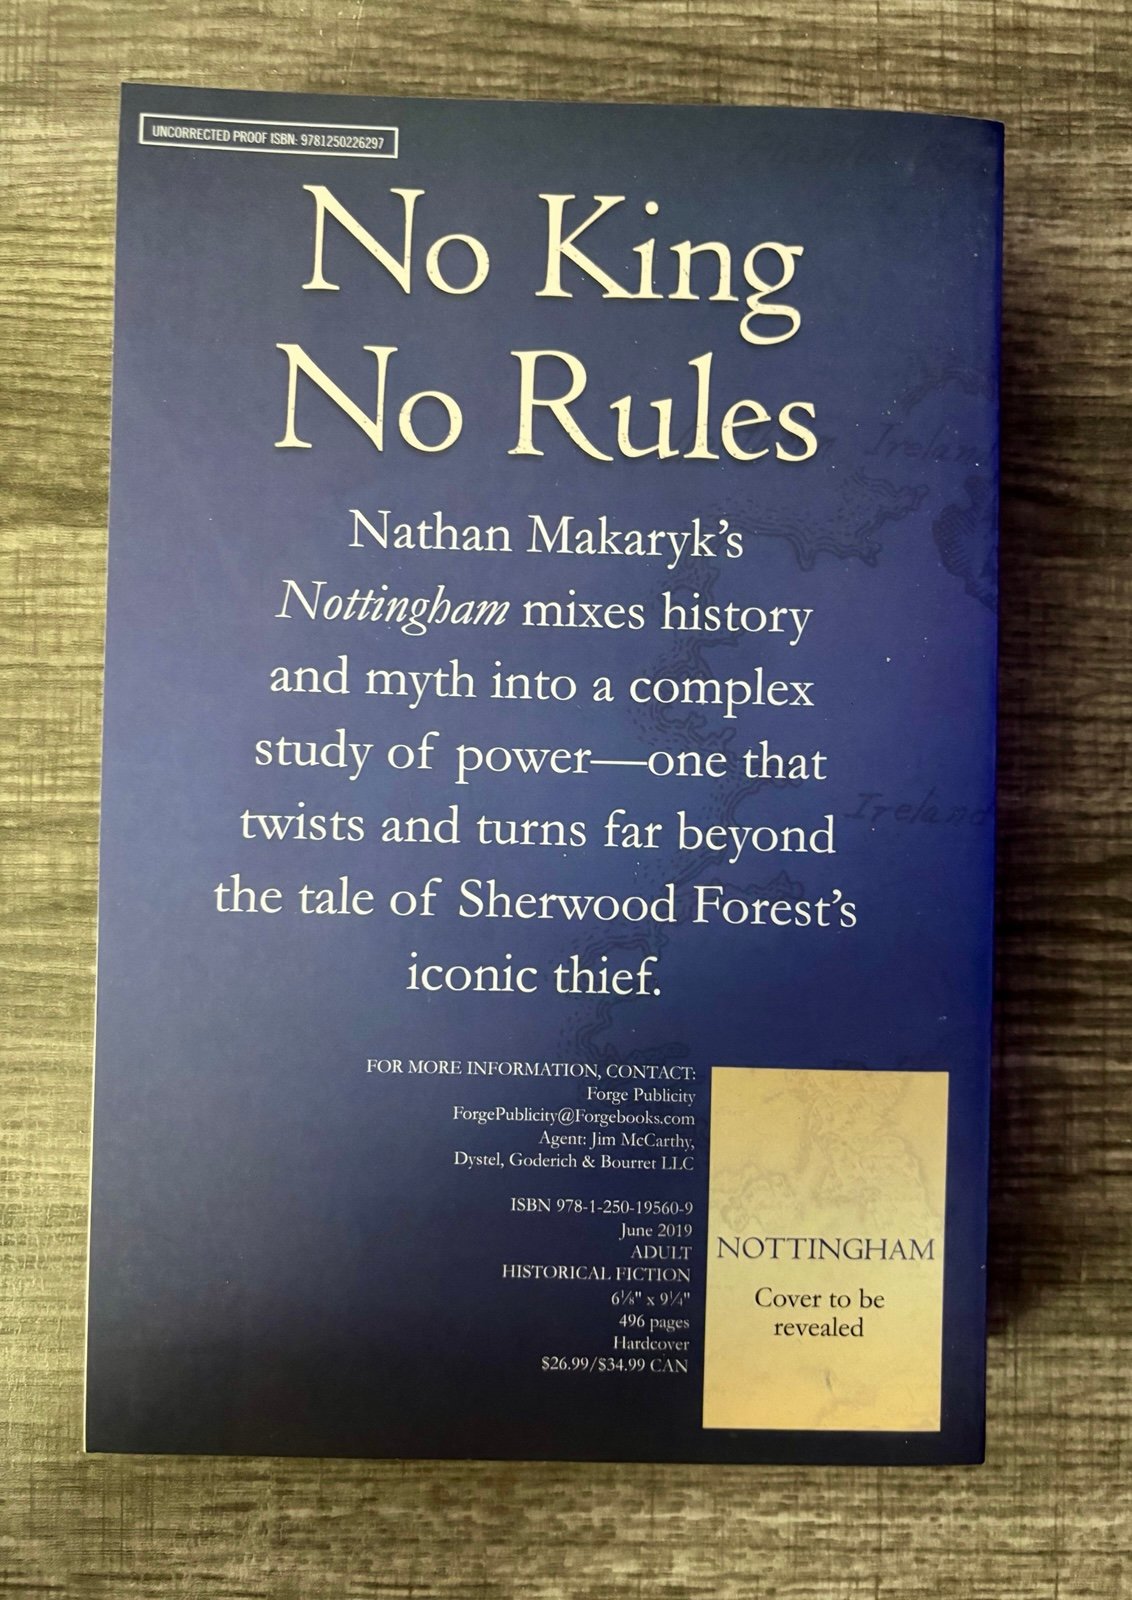 UNCORRECTED PROOF ISBN: 9781250226297
No King
No Rules
Nathan Makaryk’s
Nottingham mixes history
and myth into a complex
study of power—one that
twists and turns far beyond
the tale of Sherwood Forest’s
iconic thief.
FOR MORE INFORMATION, CONTACT:
Forge Publicity
ForgePublicity@Forgebooks.com
Agent: Jim McCarthy,
Dystel, Goderich & Bourret LLC
ISBN 978-1-250-19560-9
June 2019
ADULT
HISTORICAL FICTION
6⅛" x 9¼"
496 pages
Hardcover
$26.99/$34.99 CAN
NOTTINGHAM
Cover to be
revealed
Ireland
Ireland